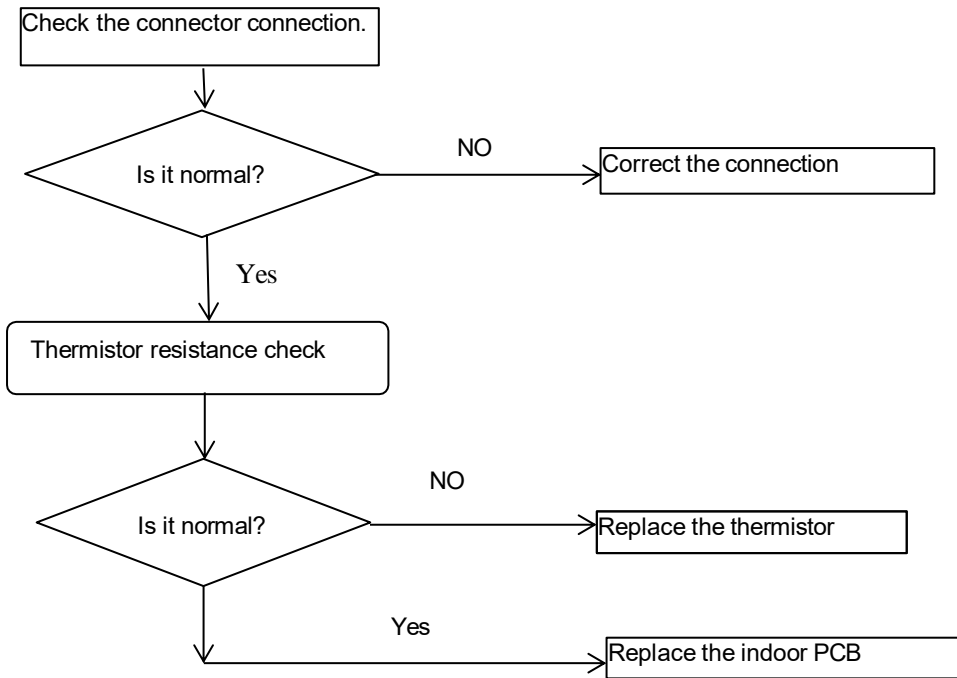 Check the connector connection.
Is it normal?
NO
Correct the connection
Yes
Thermistor resistance check
Is it normal?
NO
Replace the thermistor
Yes
Replace the indoor PCB